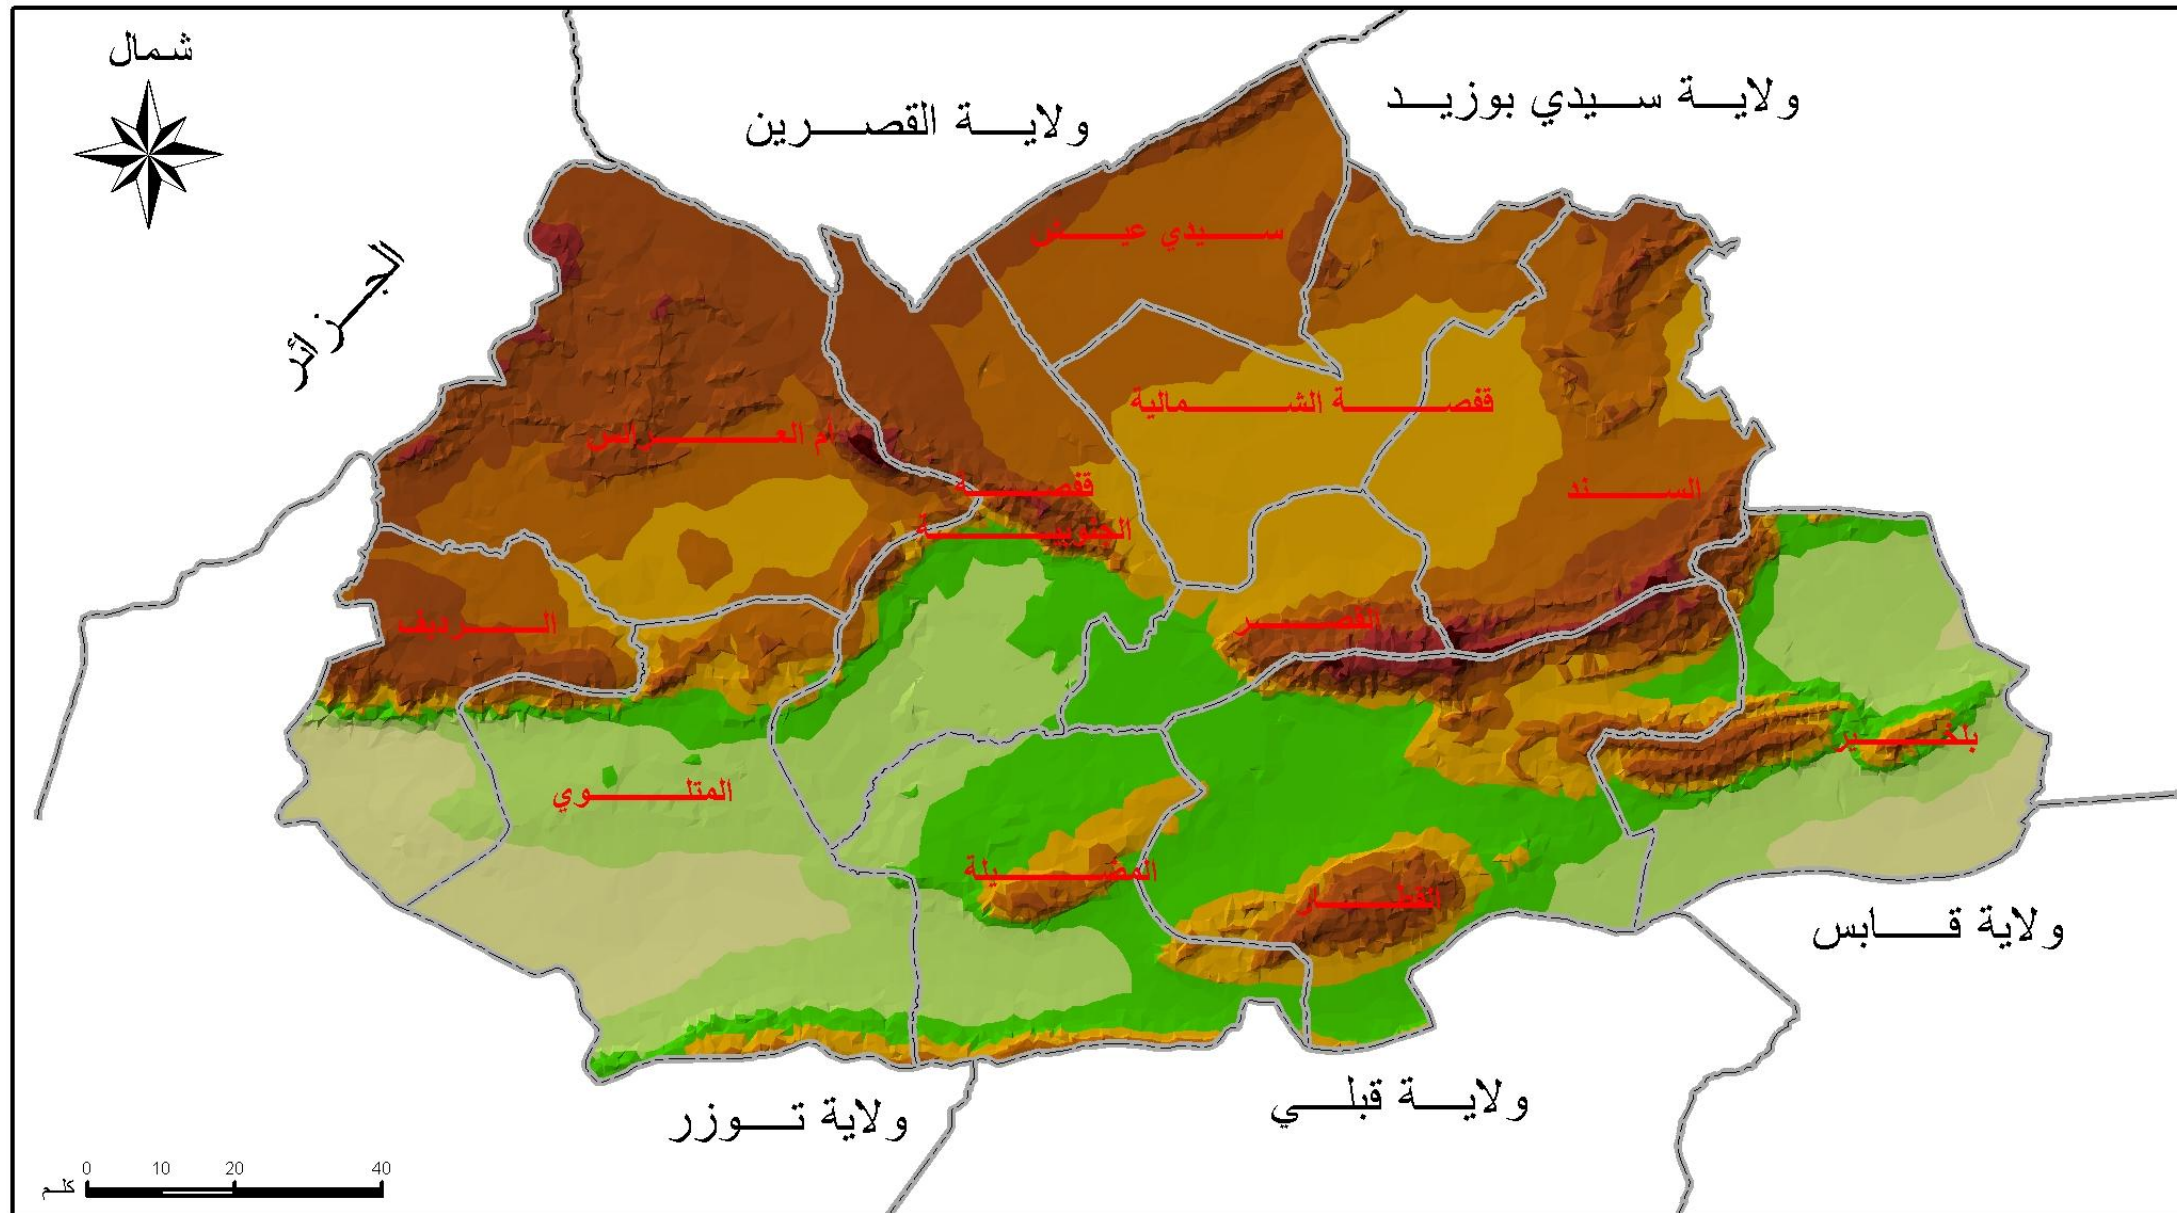 شمال
ولاية سيدي بوزيد
ولاية القصرين
الجزائر
سيدي عيش
قفصة الشمالية
أم العرائس
قفصة
الجنوبية
السند
الرديف
القصر
بلخير
المتلوي
المضيلة
القطار
ولاية قابس
ولاية قبلي
ولاية توزر
0 10 20 40
كلم